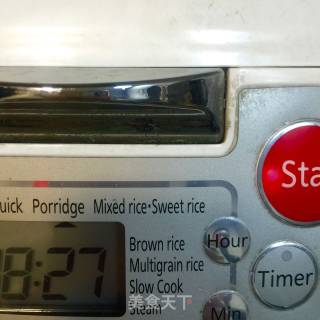 uick Porridge Mixed rice•Sweet rice
Sta
8:27
Brown rice
Multigrain rice
Slow Cook
Steam
Hour
Timer
Min
美食天下